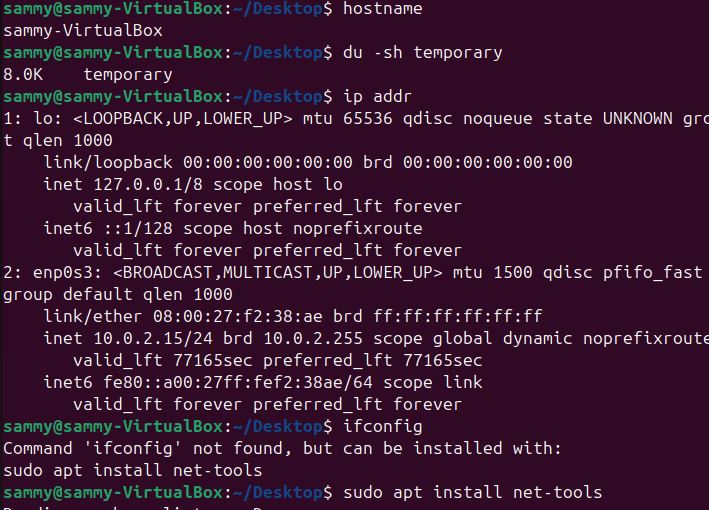 sammy@sammy-VirtualBox:~/Desktop$ hostname
sammy-VirtualBox
sammy@sammy-VirtualBox:~/Desktop$ du -sh temporary
8.0K    temporary
sammy@sammy-VirtualBox:~/Desktop$ ip addr
1: lo: <LOOPBACK,UP,LOWER_UP> mtu 65536 qdisc noqueue state UNKNOWN gro
t qlen 1000
    link/loopback 00:00:00:00:00:00 brd 00:00:00:00:00:00
    inet 127.0.0.1/8 scope host lo
       valid_lft forever preferred_lft forever
    inet6 ::1/128 scope host noprefixroute
       valid_lft forever preferred_lft forever
2: enp0s3: <BROADCAST,MULTICAST,UP,LOWER_UP> mtu 1500 qdisc pfifo_fast
group default qlen 1000
    link/ether 08:00:27:f2:38:ae brd ff:ff:ff:ff:ff:ff
    inet 10.0.2.15/24 brd 10.0.2.255 scope global dynamic noprefixroute
       valid_lft 77165sec preferred_lft 77165sec
    inet6 fe80::a00:27ff:fef2:38ae/64 scope link
       valid_lft forever preferred_lft forever
sammy@sammy-VirtualBox:~/Desktop$ ifconfig
Command 'ifconfig' not found, but can be installed with:
sudo apt install net-tools
sammy@sammy-VirtualBox:~/Desktop$ sudo apt install net-tools